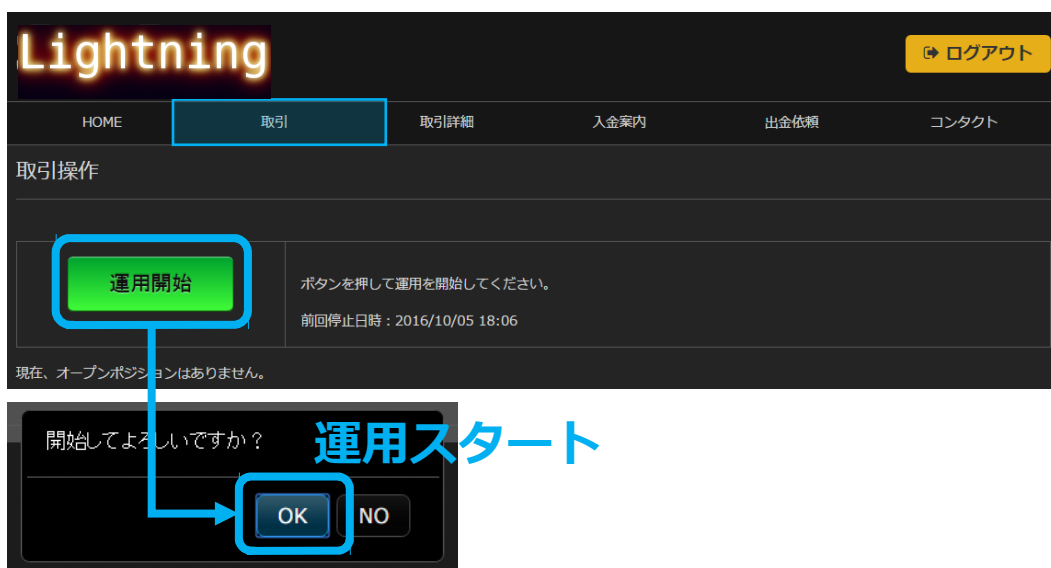 Lightning
ログアウト
HOME 取引 取引詳細 入金案内 出金依頼 コンタクト
取引操作
運用開始
ボタンを押して運用を開始してください。
前回停止日時：2016/10/05 18:06
現在、オープンポジションはありません。
開始してよろしいですか？
運用スタート
OK NO